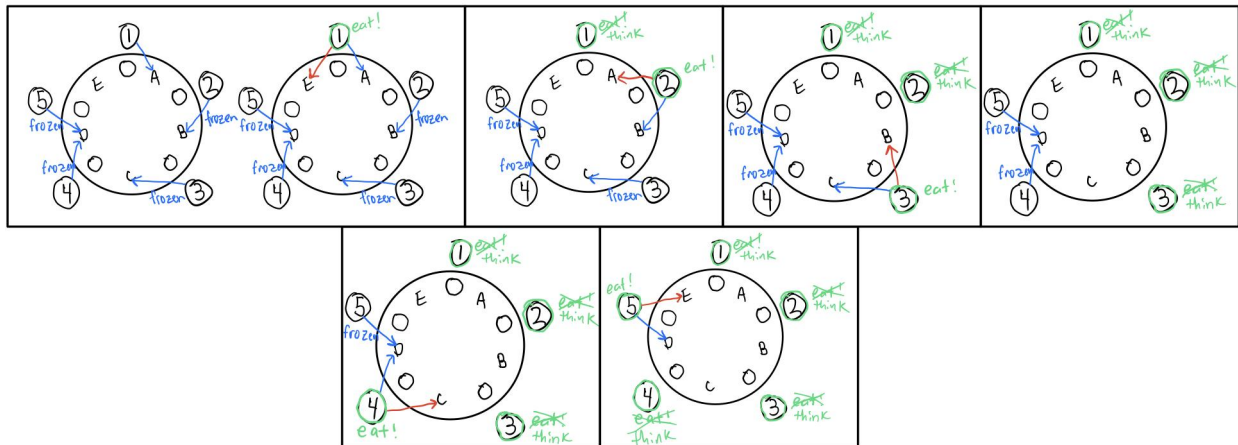 1
E A
5 2
frozen D B frozen
frozen
4 C 3
frozen
1 eat!
E A
5 2
frozen D B frozen
frozen
4 C 3
frozen
1 eat!
think
A eat!
5 2
frozen D B
frozen
4 C 3
frozen
1 eat!
think
E A 2 eat!
think
5
frozen D B
frozen
4 C 3 eat!
1 eat!
think
E A 2 eat!
think
5
frozen D B
frozen
4 C 3 eat!
think
1 eat!
think
E A 2 eat!
think
5
frozen D B
4 C
eat! 3 eat!
think
1 eat!
think
eat! E A 2 eat!
think
5
D B
4 C 3 eat!
eat! think
think